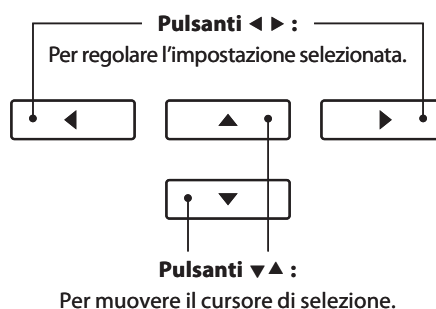 Pulsanti ◀ ▶ :
Per regolare l'impostazione selezionata.
Pulsanti ▼▲ :
Per muovere il cursore di selezione.